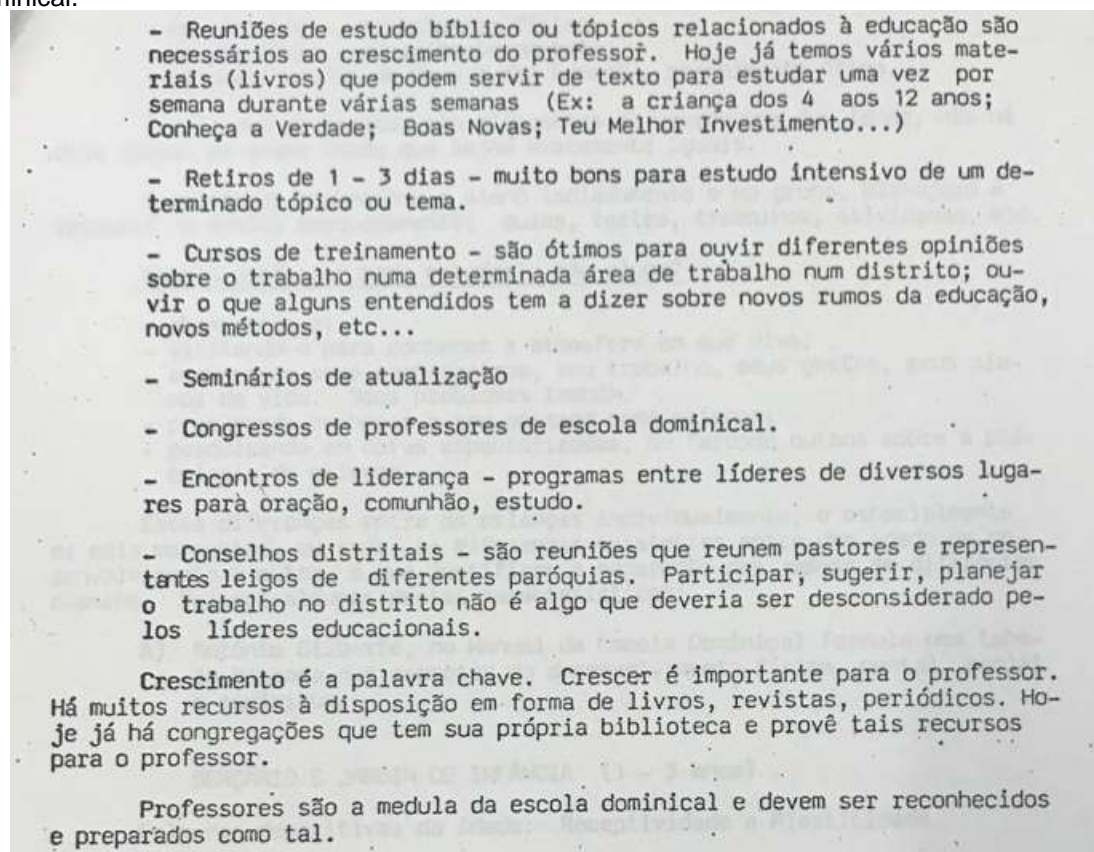 – Reuniões de estudo bíblico ou tópicos relacionados à educação são
necessários ao crescimento do professor. Hoje já temos vários mate-
riais (livros) que podem servir de texto para estudar uma vez por
semana durante várias semanas (Ex: a criança dos 4 aos 12 anos;
Conheça a Verdade; Boas Novas; Teu Melhor Investimento...)
– Retiros de 1 – 3 dias – muito bons para estudo intensivo de um de-
terminado tópico ou tema.
– Cursos de treinamento – são ótimos para ouvir diferentes opiniões
sobre o trabalho numa determinada área de trabalho num distrito; ou-
vir o que alguns entendidos tem a dizer sobre novos rumos da educação,
novos métodos, etc...
– Seminários de atualização
– Congressos de professores de escola dominical.
– Encontros de liderança – programas entre líderes de diversos luga-
res para oração, comunhão, estudo.
– Conselhos distritais – são reuniões que reunem pastores e represen-
tantes leigos de diferentes paróquias. Participar, sugerir, planejar
o trabalho no distrito não é algo que deveria ser desconsiderado pe-
los líderes educacionais.
Crescimento é a palavra chave. Crescer é importante para o professor.
Há muitos recursos à disposição em forma de livros, revistas, periódicos. Ho-
je já há congregações que tem sua própria biblioteca e provê tais recursos
para o professor.
Professores são a medula da escola dominical e devem ser reconhecidos
e preparados como tal.